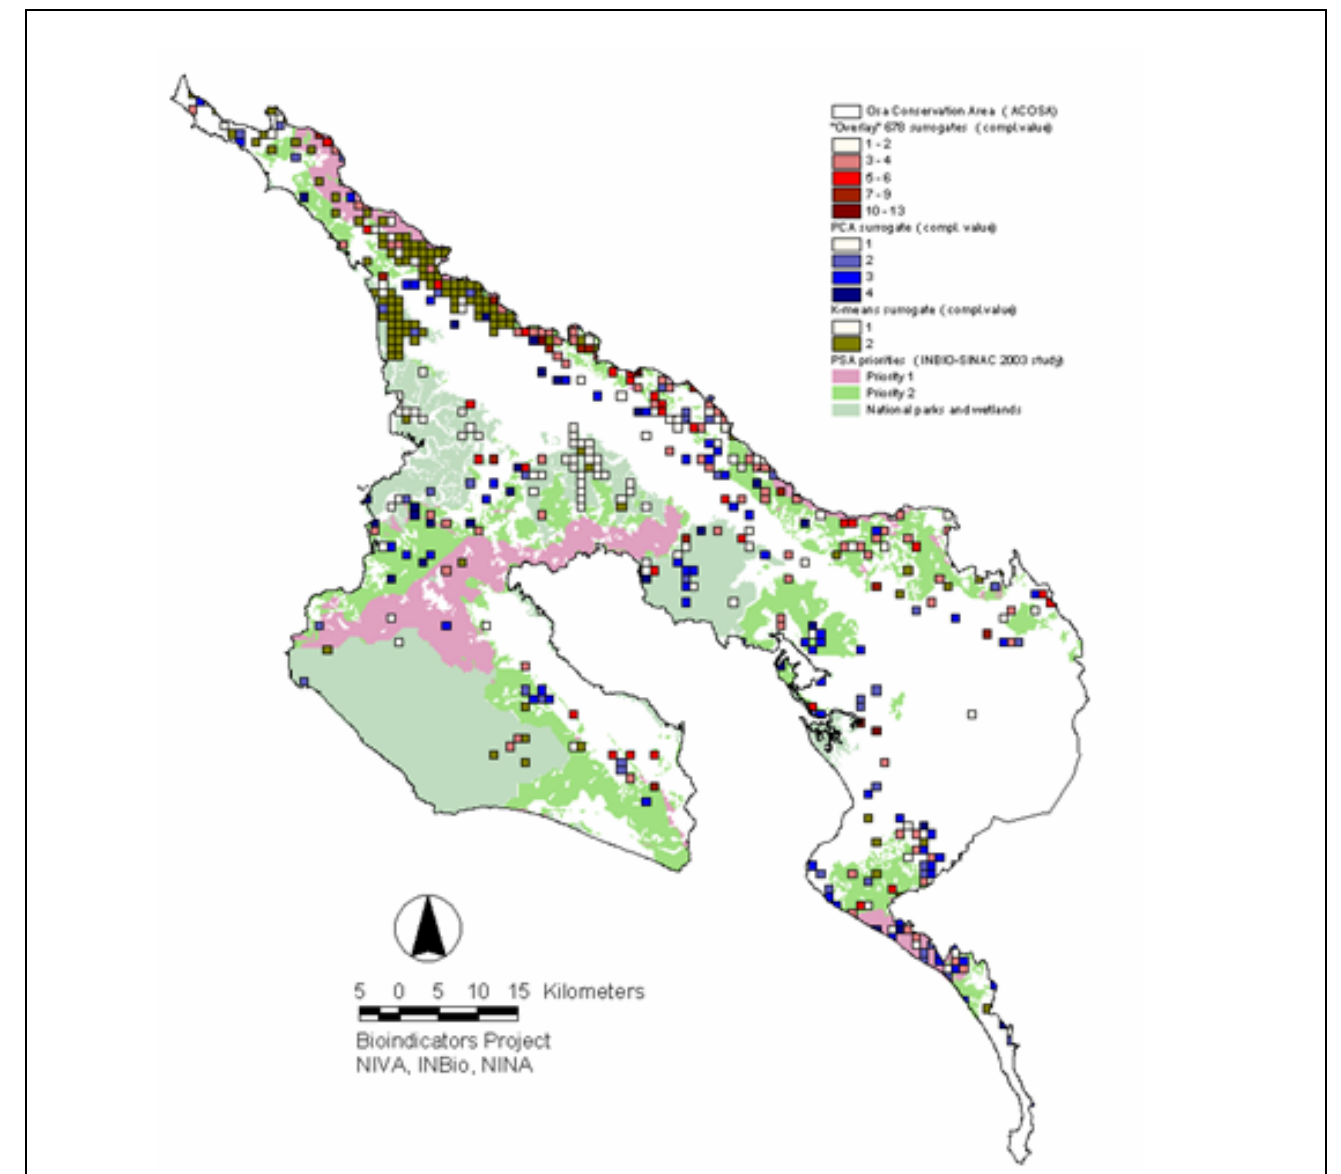 Osa Conservation Area ( ACOSA)
"Overlay" 678 surrogates ( compl.value)
1 - 2
3 - 4
5 - 6
7 - 9
10 - 13
PCA surrogate ( compl. value)
1
2
3
4
K-means surrogate ( compl.value)
1
2
PSA priorities ( INBIO-SINAC 2003 study)
Priority 1
Priority 2
National parks and wetlands
5 0 5 10 15 Kilometers
Bioindicators Project
NIVA, INBio, NINA